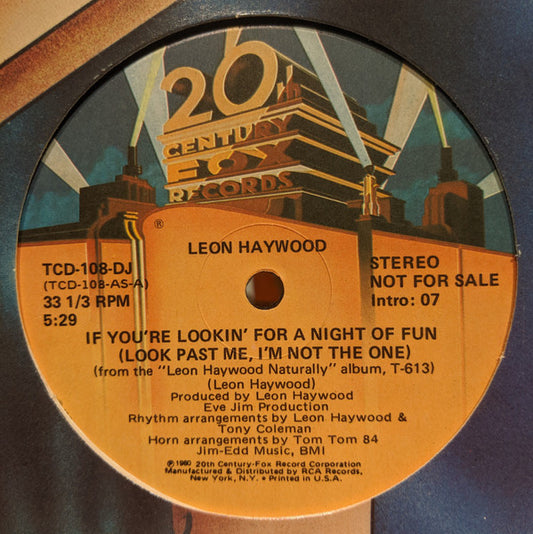 20th
CENTURY
FOX
RECORDS
®
LEON HAYWOOD
TCD-108-DJ
(TCD-108-AS-A)
33 1/3 RPM
5:29
STEREO
NOT FOR SALE
Intro: 07
IF YOU'RE LOOKIN' FOR A NIGHT OF FUN
(LOOK PAST ME, I'M NOT THE ONE)
(from the "Leon Haywood Naturally" album, T-613)
(Leon Haywood)
Produced by Leon Haywood
Eve Jim Production
Rhythm arrangements by Leon Haywood &
Tony Coleman
Horn arrangements by Tom Tom 84
Jim-Edd Music, BMI
℗ 1980 20th Century-Fox Record Corporation
Manufactured & Distributed by RCA Records,
New York, N.Y. • Printed in U.S.A.